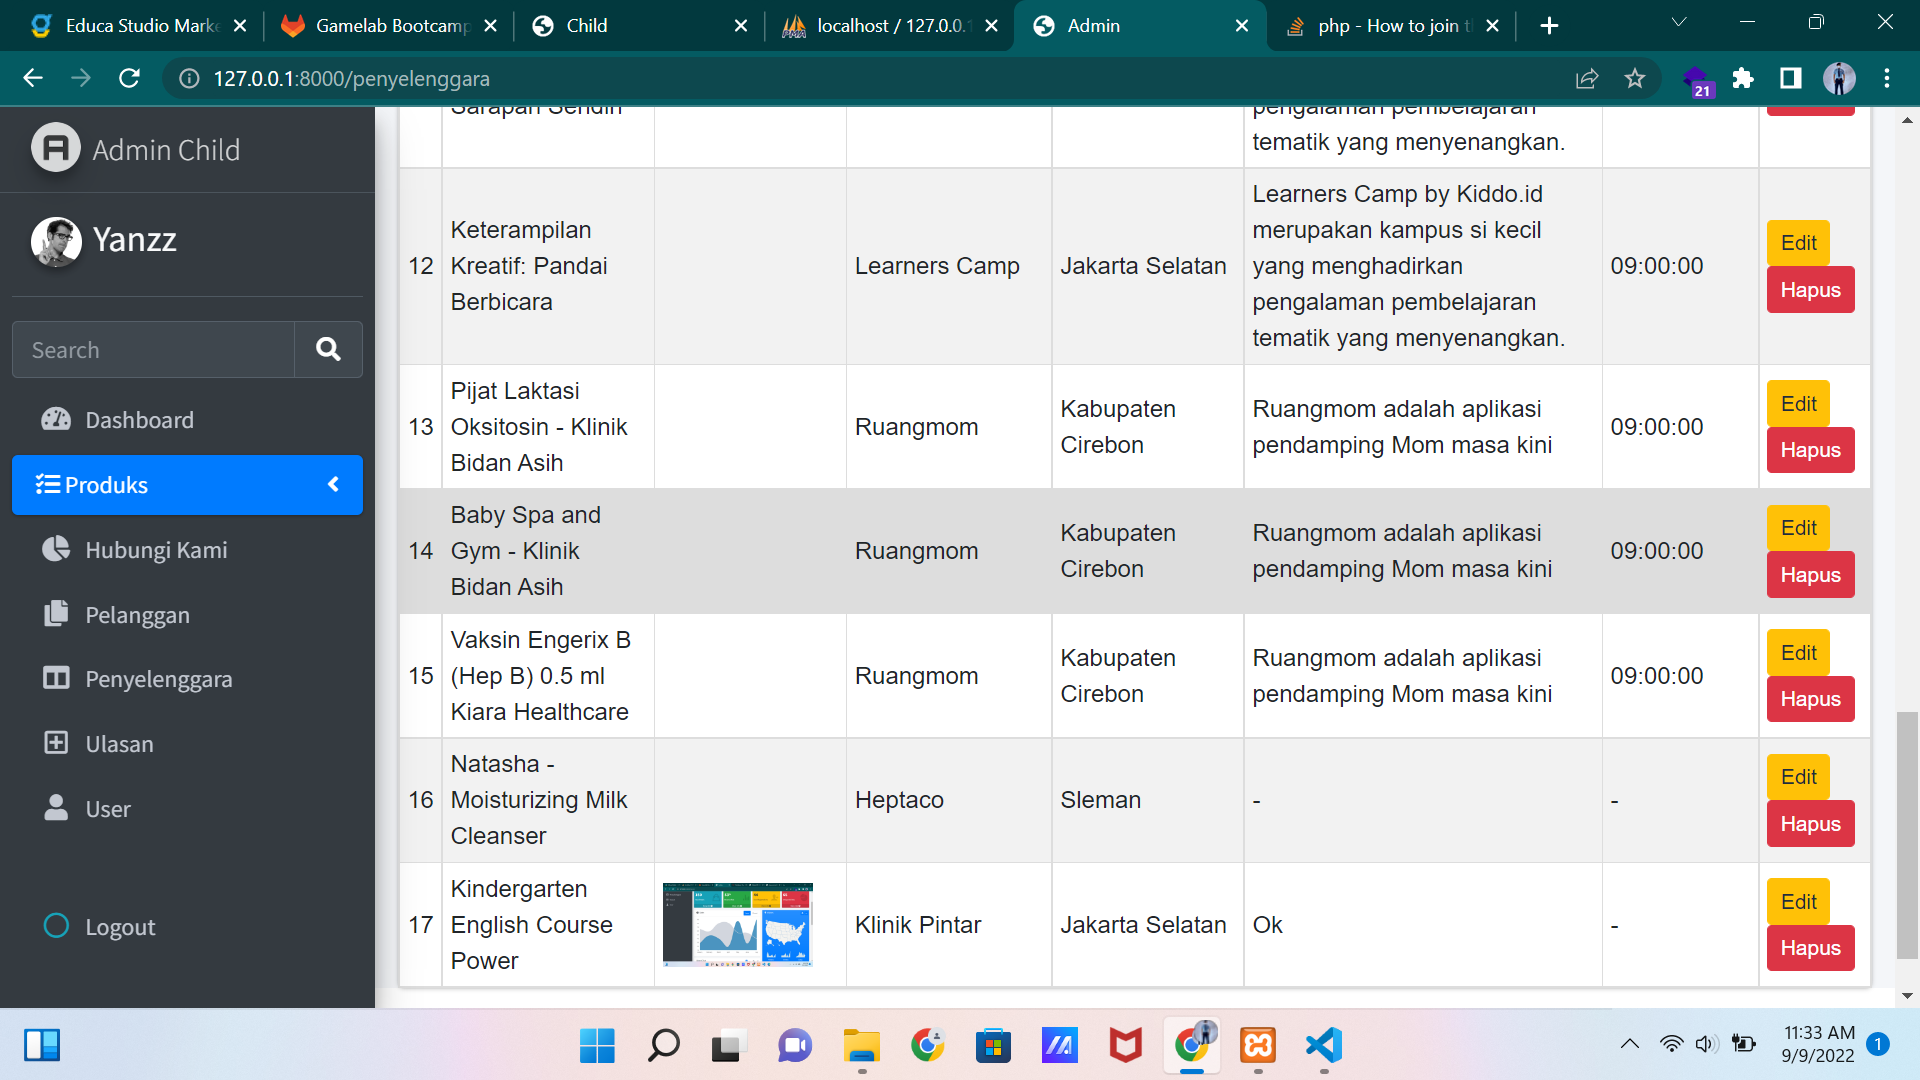 Educa Studio Marke
Gamelab Bootcamp
Child
localhost / 127.0.0.1
Admin
php - How to join t
127.0.0.1:8000/penyelenggara
21
Admin Child
Yanzz
Search
Dashboard
Produks
Hubungi Kami
Pelanggan
Penyelenggara
Ulasan
User
Logout
Sarapan Sendiri
pengalaman pembelajaran
tematik yang menyenangkan.
12
Keterampilan
Kreatif: Pandai
Berbicara
Learners Camp
Jakarta Selatan
Learners Camp by Kiddo.id
merupakan kampus si kecil
yang menghadirkan
pengalaman pembelajaran
tematik yang menyenangkan.
09:00:00
Edit
Hapus
13
Pijat Laktasi
Oksitosin - Klinik
Bidan Asih
Ruangmom
Kabupaten
Cirebon
Ruangmom adalah aplikasi
pendamping Mom masa kini
09:00:00
Edit
Hapus
14
Baby Spa and
Gym - Klinik
Bidan Asih
Ruangmom
Kabupaten
Cirebon
Ruangmom adalah aplikasi
pendamping Mom masa kini
09:00:00
Edit
Hapus
15
Vaksin Engerix B
(Hep B) 0.5 ml
Kiara Healthcare
Ruangmom
Kabupaten
Cirebon
Ruangmom adalah aplikasi
pendamping Mom masa kini
09:00:00
Edit
Hapus
16
Natasha -
Moisturizing Milk
Cleanser
Heptaco
Sleman
-
-
Edit
Hapus
17
Kindergarten
English Course
Power
Klinik Pintar
Jakarta Selatan
Ok
-
Edit
Hapus
11:33 AM
9/9/2022
1